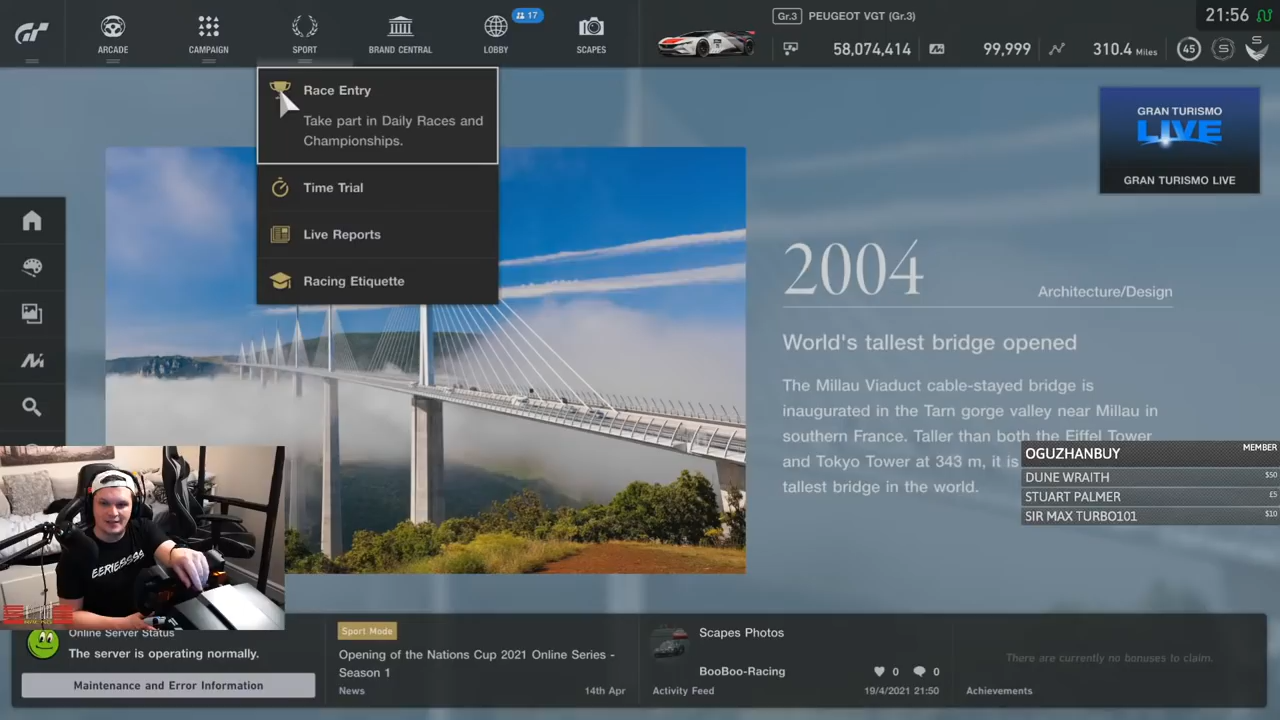 ARCADE
CAMPAIGN
SPORT
BRAND CENTRAL
LOBBY
17
SCAPES
Gr.3 PEUGEOT VGT (Gr.3)
21:56
58,074,414
99,999
310.4 Miles
45
S
S
Race Entry
Take part in Daily Races and
Championships.
Time Trial
Live Reports
Racing Etiquette
GRAN TURISMO
LIVE
GRAN TURISMO LIVE
2004
Architecture/Design
World's tallest bridge opened
The Millau Viaduct cable-stayed bridge is
inaugurated in the Tarn gorge valley near Millau in
southern France. Taller than both the Eiffel Tower
and Tokyo Tower at 343 m, it is
tallest bridge in the world.
OGUZHANBUY MEMBER
DUNE WRAITH $50
STUART PALMER £5
SIR MAX TURBO101 $10
EERIEESSSS
RACING
Online Server Status
The server is operating normally.
Maintenance and Error Information
Sport Mode
Opening of the Nations Cup 2021 Online Series -
Season 1
News 14th Apr
Scapes Photos
BooBoo-Racing 0 0
Activity Feed 19/4/2021 21:50
There are currently no bonuses to claim.
Achievements